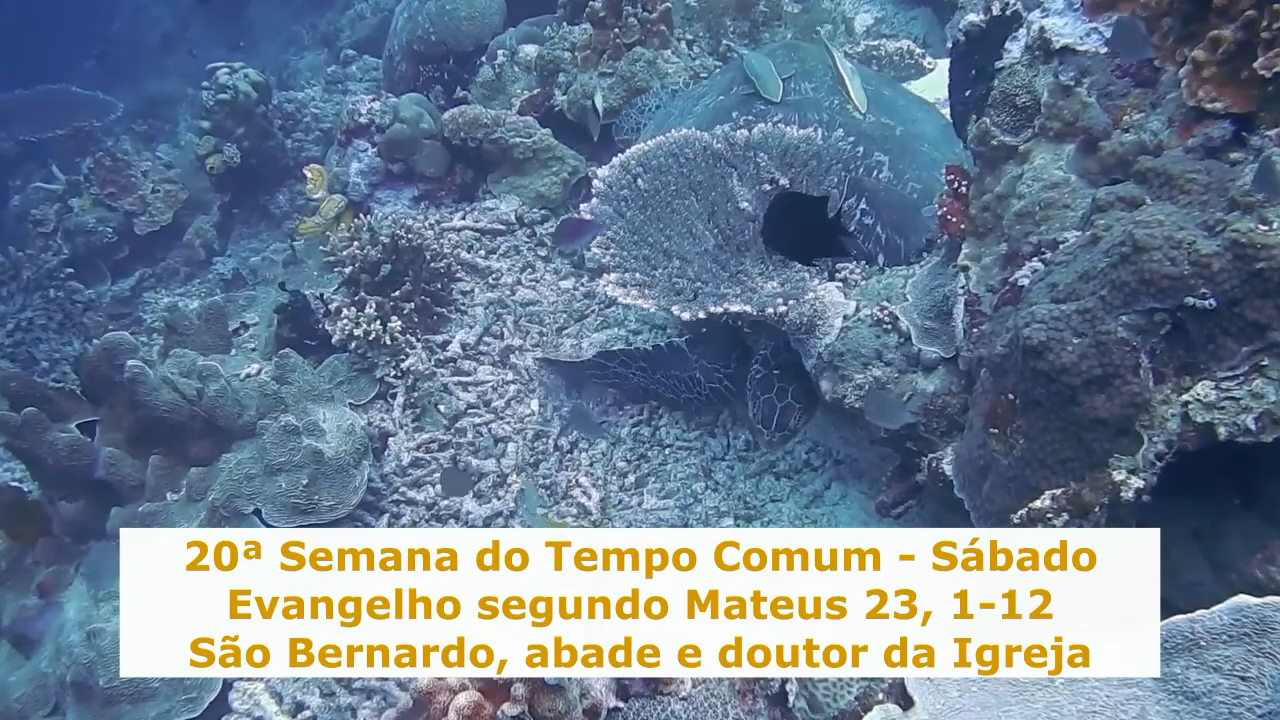 20ª Semana do Tempo Comum - Sábado
Evangelho segundo Mateus 23, 1-12
São Bernardo, abade e doutor da Igreja